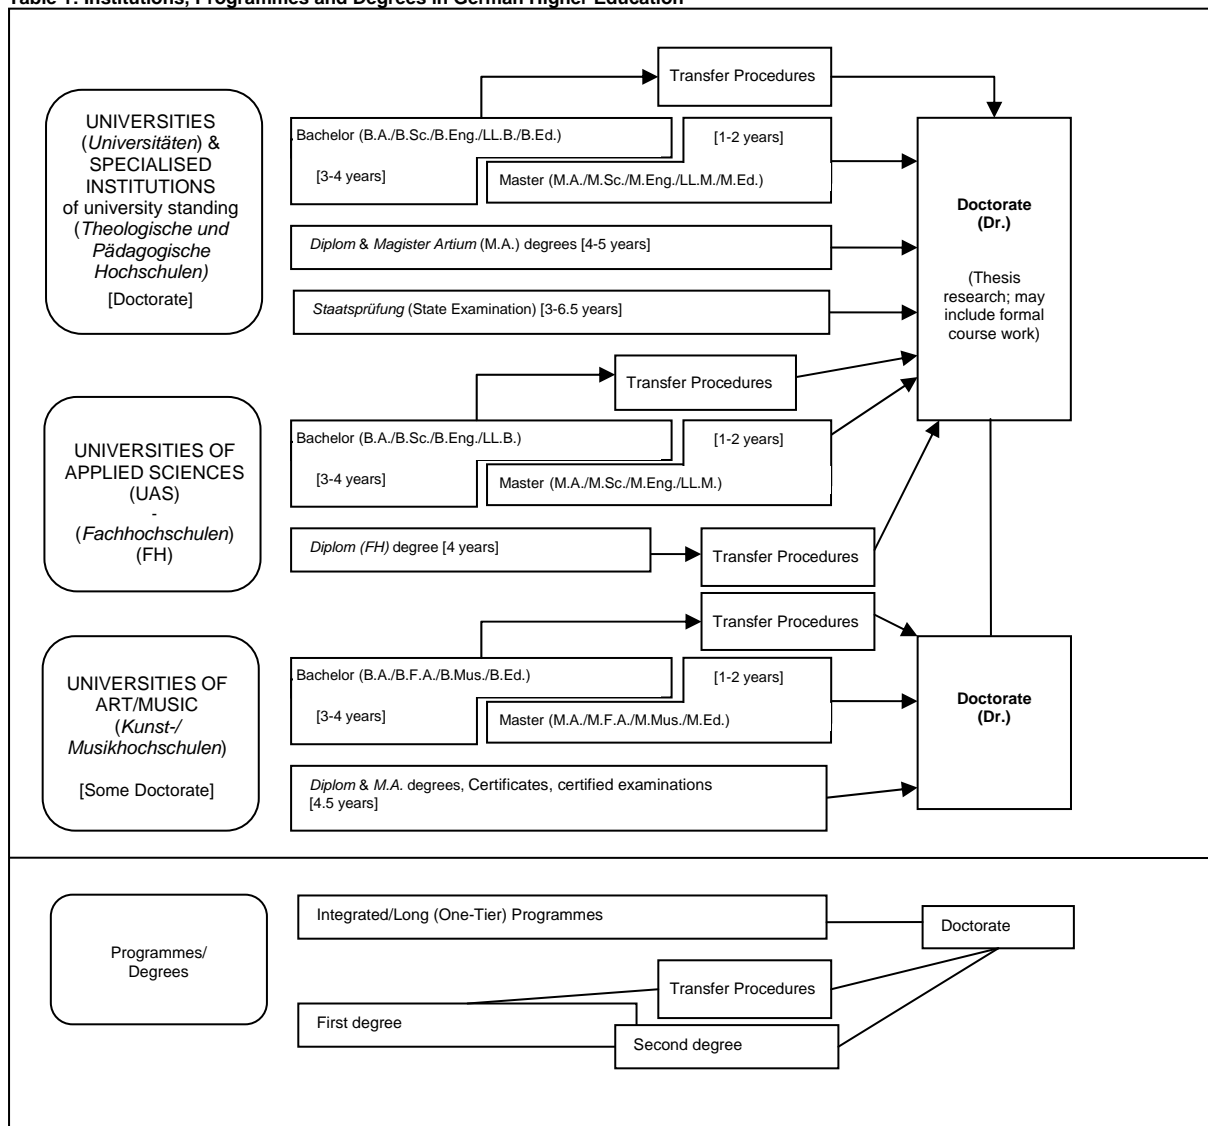 Table 1: Institutions, Programmes and Degrees in German Higher Education
Transfer Procedures
UNIVERSITIES
(Universitäten) &
SPECIALISED
INSTITUTIONS
of university standing
(Theologische und
Pädagogische
Hochschulen)
[Doctorate]
Bachelor (B.A./B.Sc./B.Eng./LL.B./B.Ed.)
[3-4 years]
[1-2 years]
Master (M.A./M.Sc./M.Eng./LL.M./M.Ed.)
Diplom & Magister Artium (M.A.) degrees [4-5 years]
Staatsprüfung (State Examination) [3-6.5 years]
Doctorate
(Dr.)
(Thesis
research; may
include formal
course work)
Transfer Procedures
UNIVERSITIES OF
APPLIED SCIENCES
(UAS)
-
(Fachhochschulen)
(FH)
Bachelor (B.A./B.Sc./B.Eng./LL.B.)
[3-4 years]
[1-2 years]
Master (M.A./M.Sc./M.Eng./LL.M.)
Diplom (FH) degree [4 years]
Transfer Procedures
Transfer Procedures
UNIVERSITIES OF
ART/MUSIC
(Kunst-/
Musikhochschulen)
[Some Doctorate]
Bachelor (B.A./B.F.A./B.Mus./B.Ed.)
[3-4 years]
[1-2 years]
Master (M.A./M.F.A./M.Mus./M.Ed.)
Diplom & M.A. degrees, Certificates, certified examinations
[4.5 years]
Doctorate
(Dr.)
Programmes/
Degrees
Integrated/Long (One-Tier) Programmes
Doctorate
Transfer Procedures
First degree
Second degree